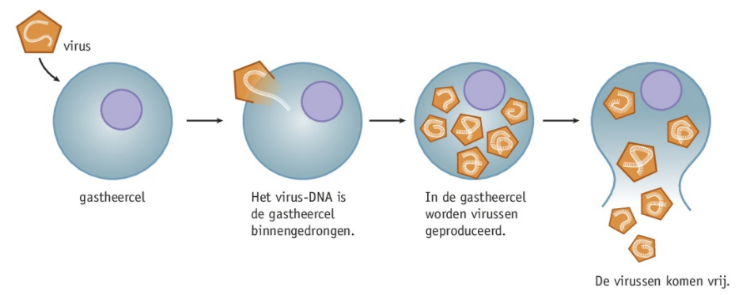 virus
gastheercel
Het virus-DNA is
de gastheercel
binnengedrongen.
In de gastheercel
worden virussen
geproduceerd.
De virussen komen vrij.